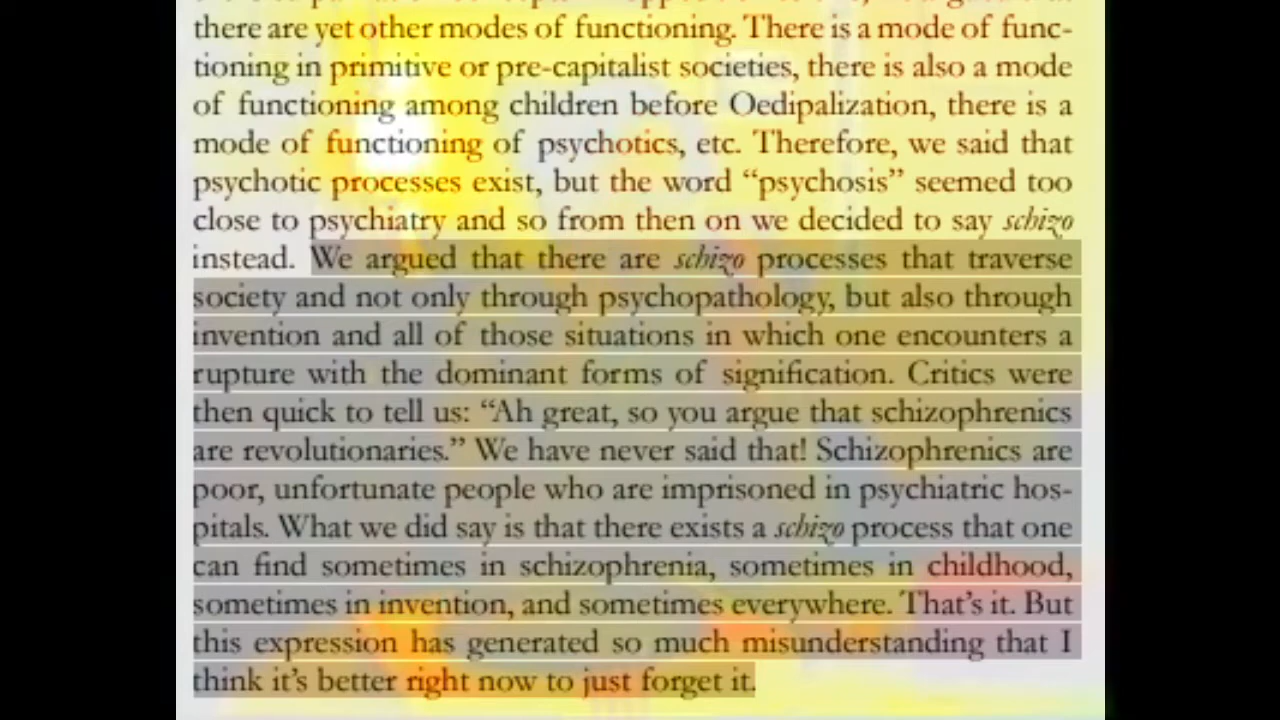 there are yet other modes of functioning. There is a mode of func-
tioning in primitive or pre-capitalist societies, there is also a mode
of functioning among children before Oedipalization, there is a
mode of functioning of psychotics, etc. Therefore, we said that
psychotic processes exist, but the word “psychosis” seemed too
close to psychiatry and so from then on we decided to say schizo
instead. We argued that there are schizo processes that traverse
society and not only through psychopathology, but also through
invention and all of those situations in which one encounters a
rupture with the dominant forms of signification. Critics were
then quick to tell us: “Ah great, so you argue that schizophrenics
are revolutionaries.” We have never said that! Schizophrenics are
poor, unfortunate people who are imprisoned in psychiatric hos-
pitals. What we did say is that there exists a schizo process that one
can find sometimes in schizophrenia, sometimes in childhood,
sometimes in invention, and sometimes everywhere. That’s it. But
this expression has generated so much misunderstanding that I
think it’s better right now to just forget it.